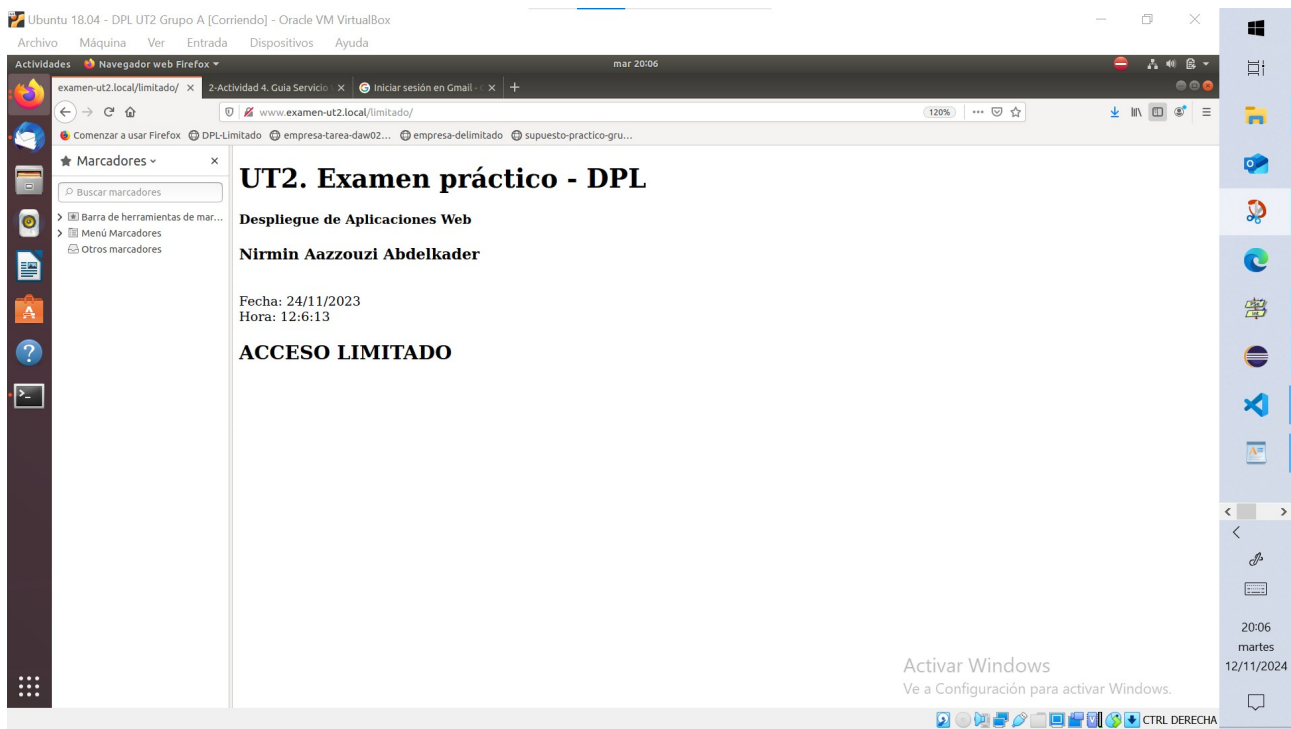 Ubuntu 18.04 - DPL UT2 Grupo A [Corriendo] - Oracle VM VirtualBox
Archivo Máquina Ver Entrada Dispositivos Ayuda
Actividades Navegador web Firefox mar 20:06
examen-ut2.local/limitado/ 2-Actividad 4. Guia Servicio Iniciar sesión en Gmail -
www.examen-ut2.local/limitado/ 120%
Comenzar a usar Firefox DPL-Limitado empresa-tarea-daw02... empresa-delimitado supuesto-practico-gru...
Marcadores
Buscar marcadores
Barra de herramientas de mar...
Menú Marcadores
Otros marcadores
UT2. Examen práctico - DPL
Despliegue de Aplicaciones Web
Nirmin Aazzouzi Abdelkader
Fecha: 24/11/2023
Hora: 12:6:13
ACCESO LIMITADO
Activar Windows
Ve a Configuración para activar Windows.
CTRL DERECHA
20:06
martes
12/11/2024